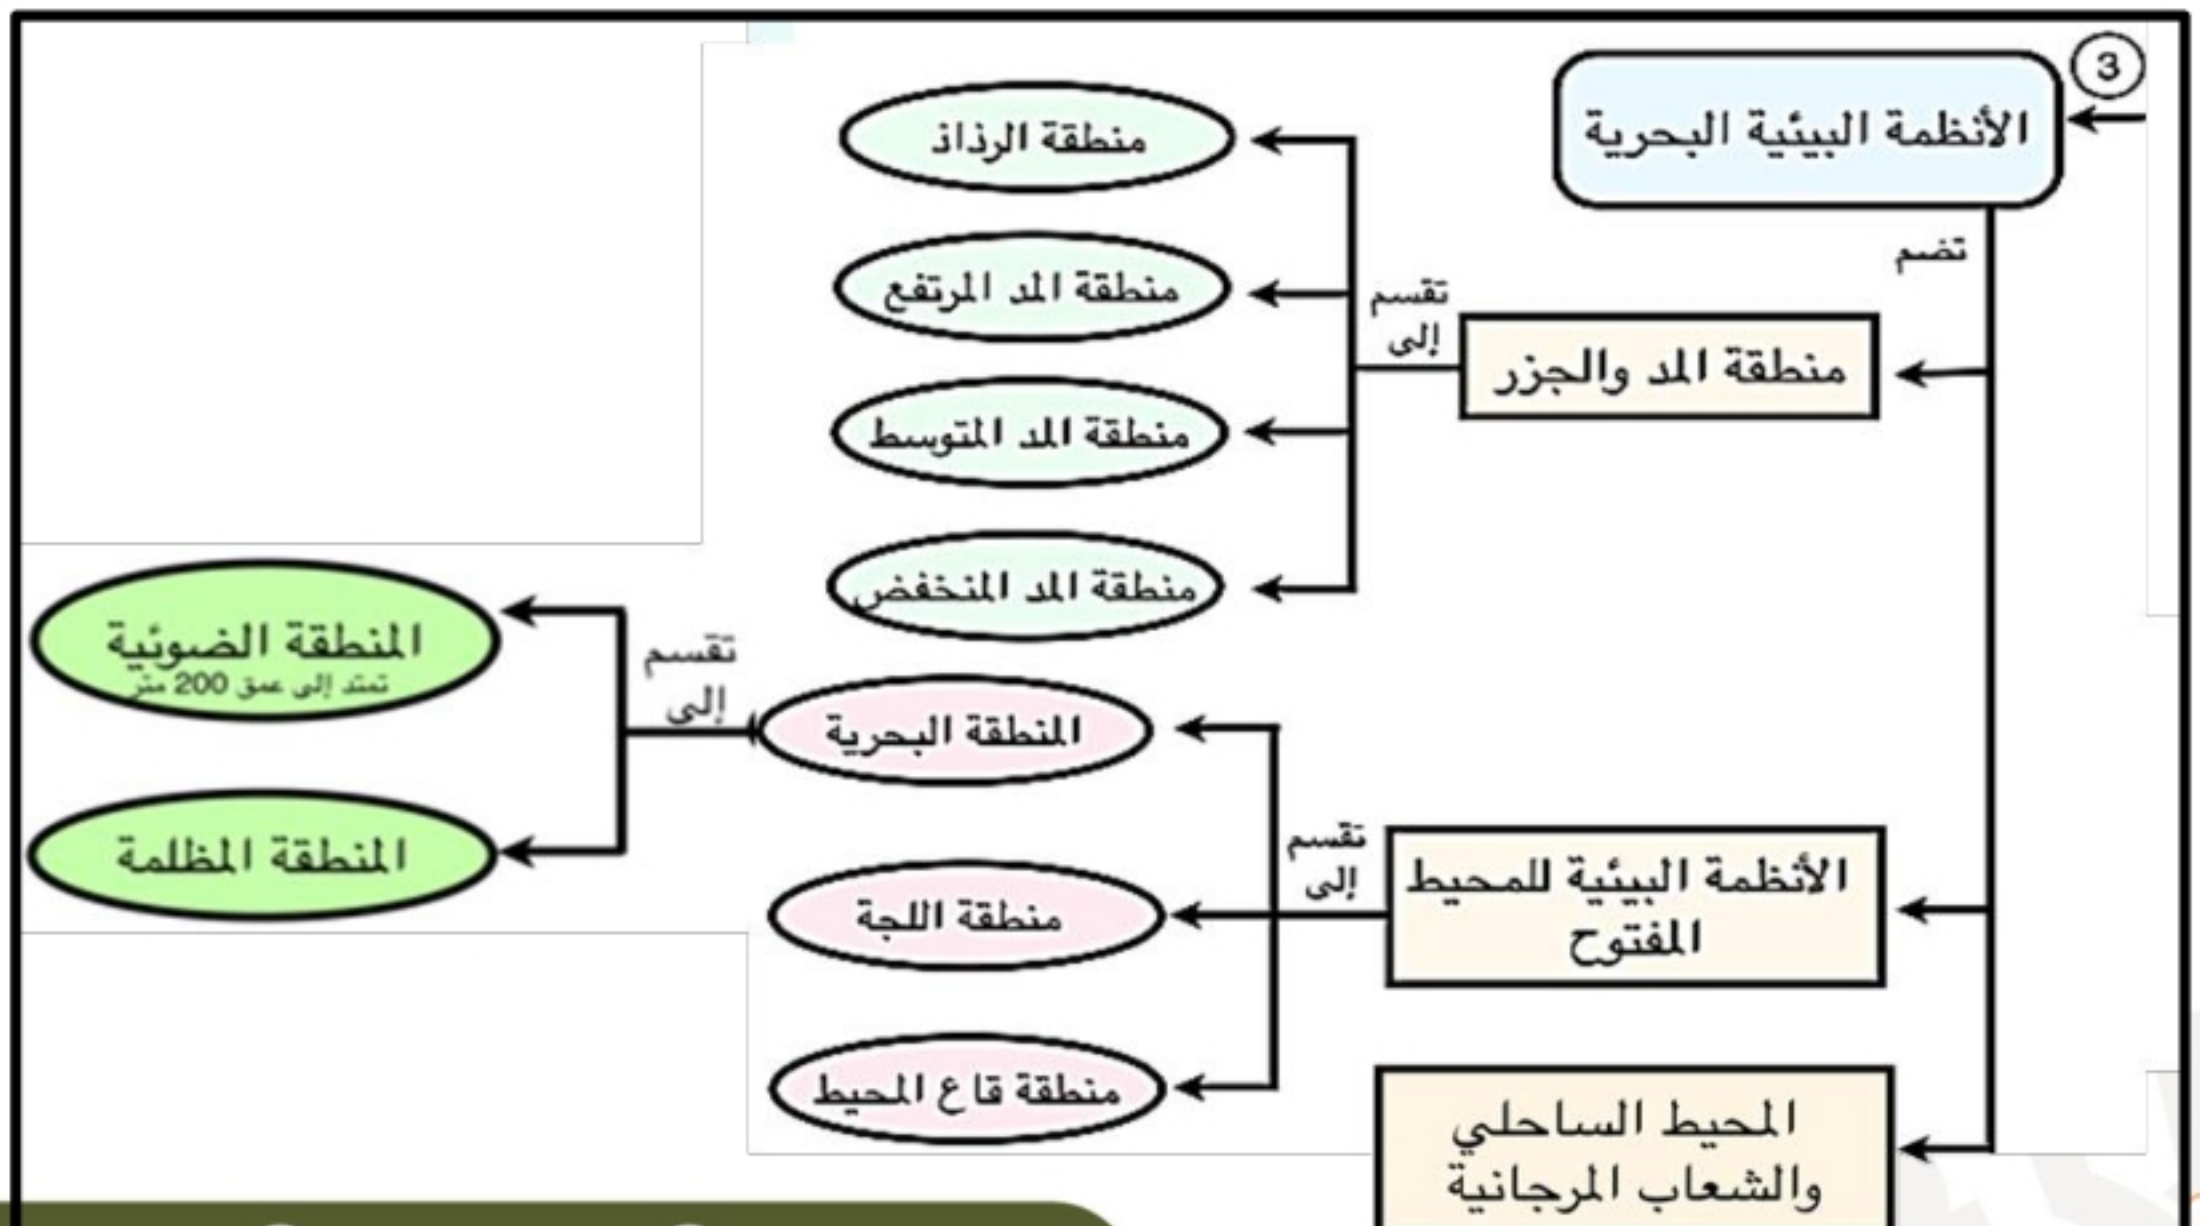 3
الأنظمة البيئية البحرية
تضم
منطقة المد والجزر
تقسم
إلى
منطقة الرذاذ
منطقة المد المرتفع
منطقة المد المتوسط
منطقة المد المنخفض
الأنظمة البيئية للمحيط
المفتوح
تقسم
إلى
المنطقة البحرية
تقسم
إلى
المنطقة الضوئية
تمتد إلى عمق 200 متر
المنطقة المظلمة
منطقة اللجة
منطقة قاع المحيط
المحيط الساحلي
والشعاب المرجانية